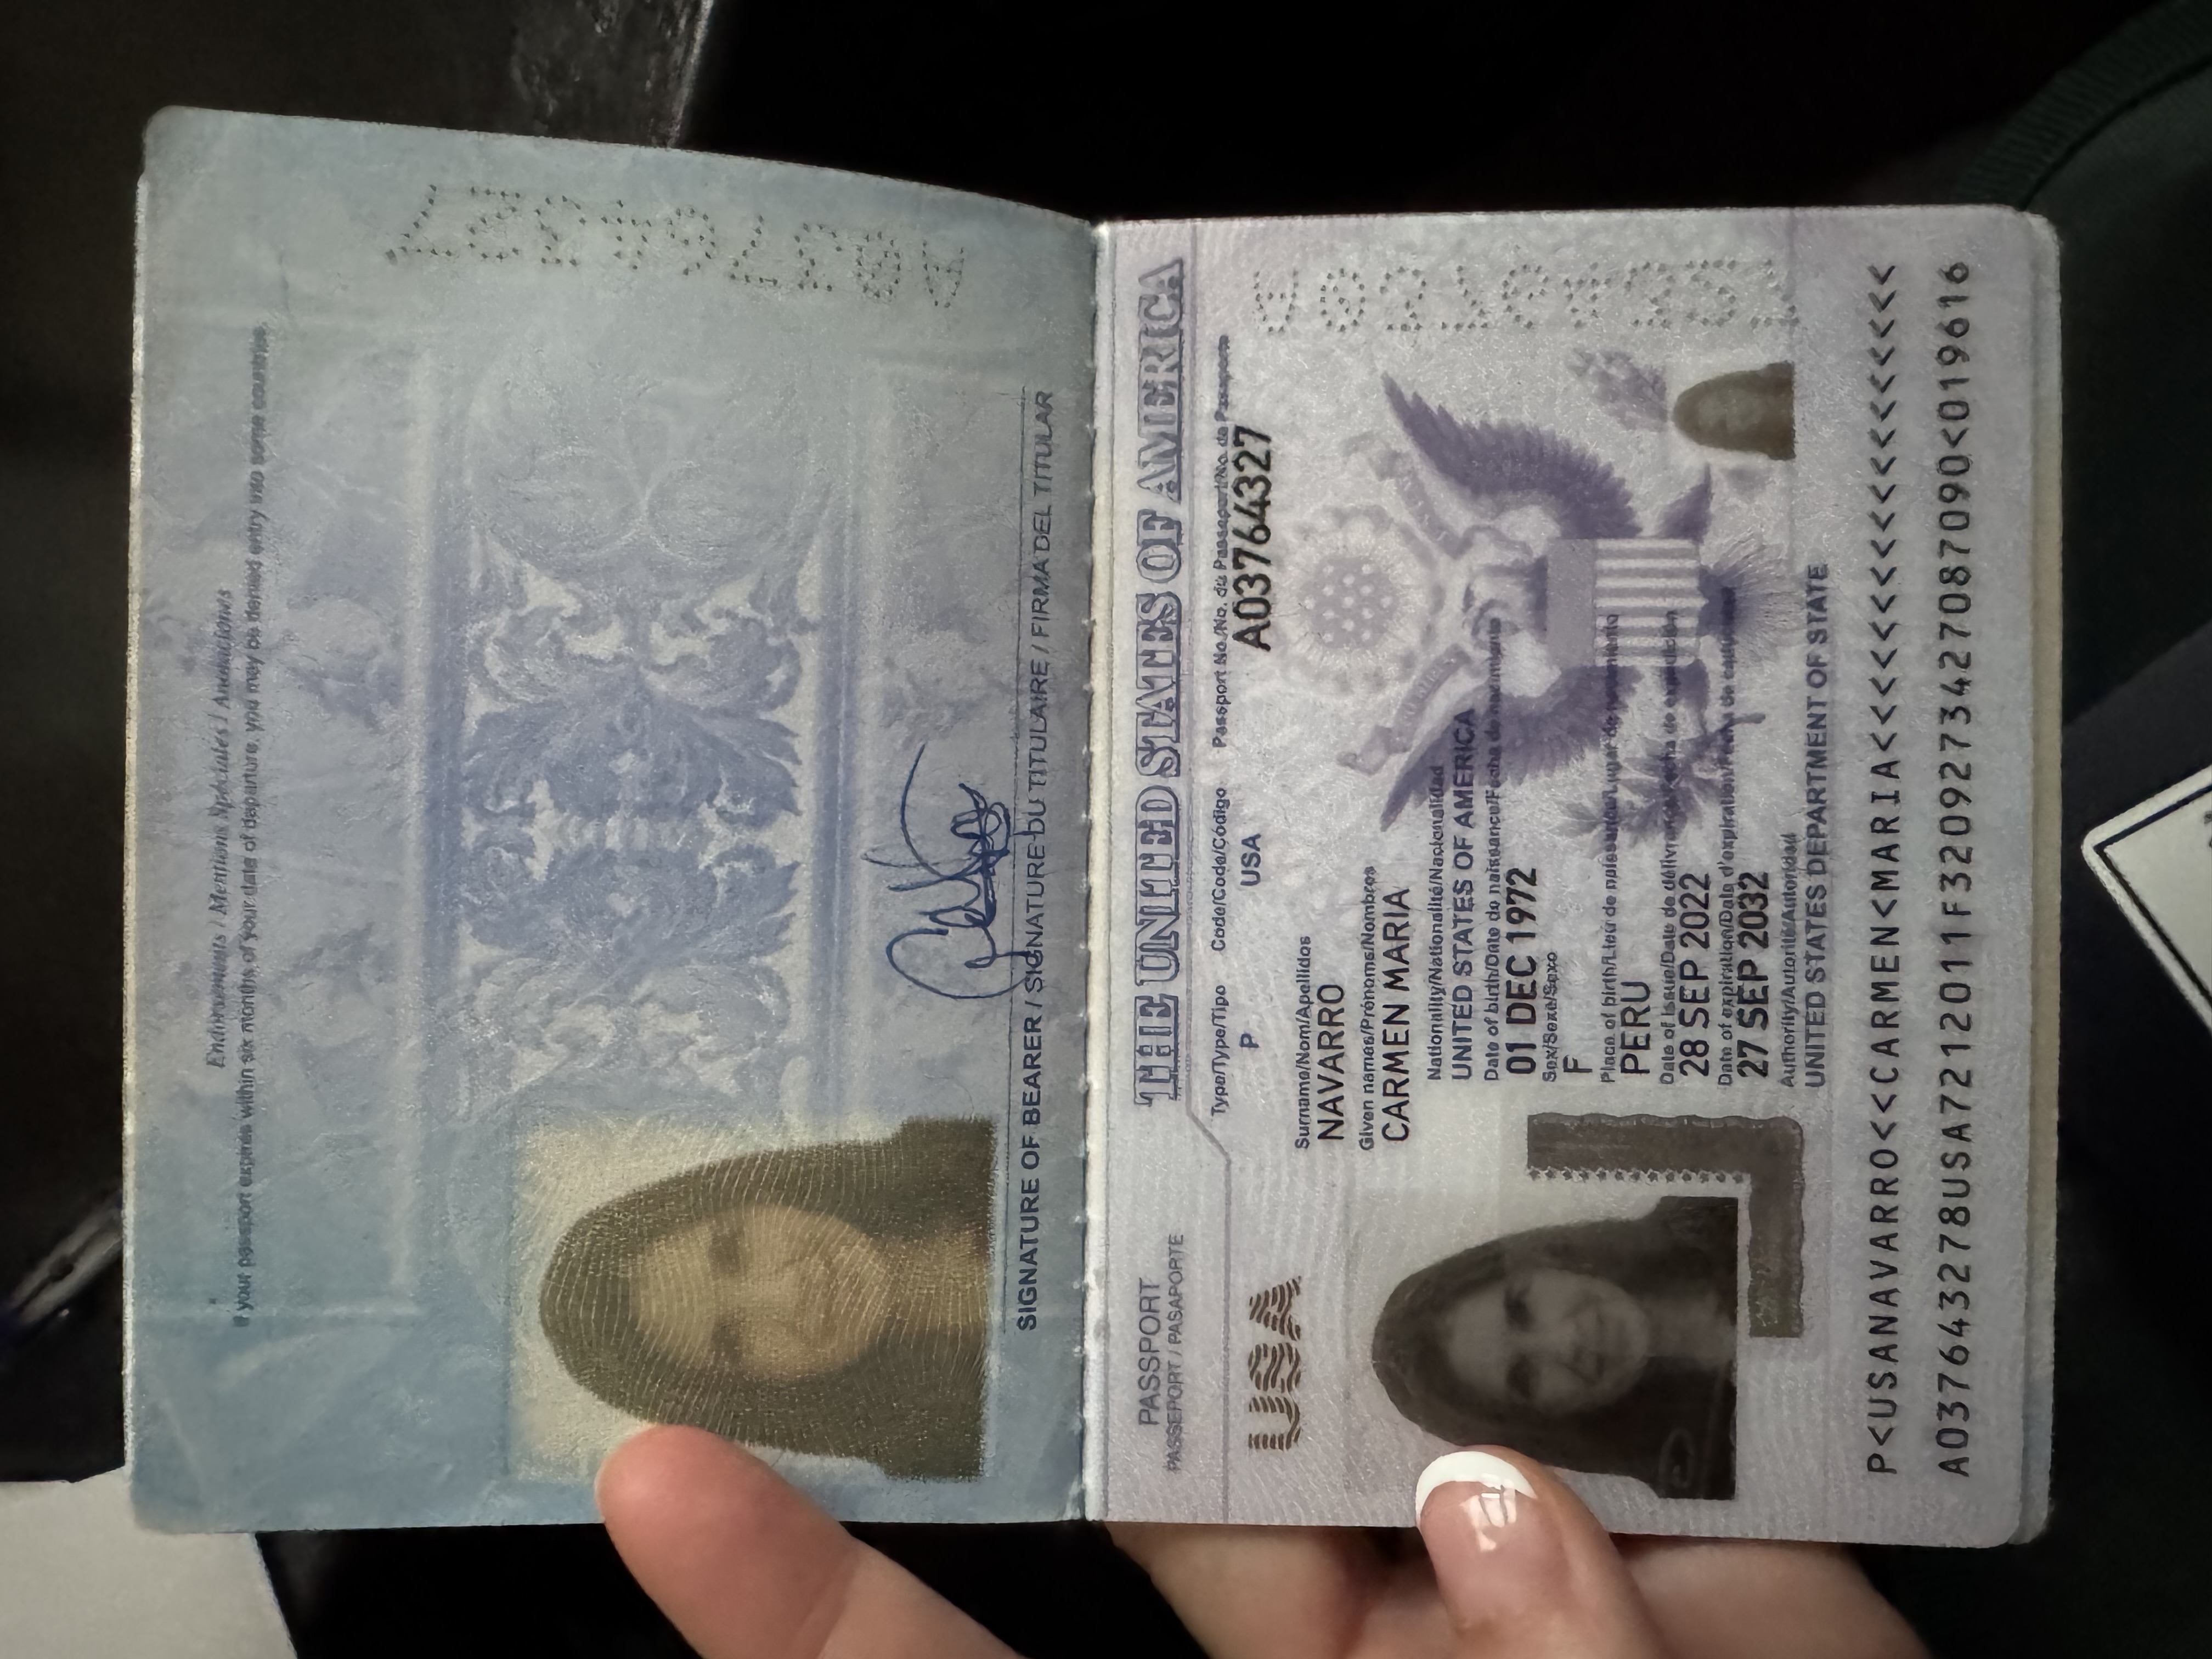 Endorsements / Mentions Spéciales / Anotaciones
If your passport expires within six months of your date of departure, you may be denied entry into some countries.
SIGNATURE OF BEARER / SIGNATURE DU TITULAIRE / FIRMA DEL TITULAR
PASSPORT
PASSEPORT / PASAPORTE
THE UNITED STATES OF AMERICA
Type/Type/Tipo Code/Code/Código Passport No./No. du Passeport/No. de Pasaporte
P USA A03764327
USA
Surname/Nom/Apellidos
NAVARRO
Given names/Prénoms/Nombres
CARMEN MARIA
Nationality/Nationalité/Nacionalidad
UNITED STATES OF AMERICA
Date of birth/Date de naissance/Fecha de nacimiento
01 DEC 1972
Sex/Sexe/Sexo
F
Place of birth/Lieu de naissance/Lugar de nacimiento
PERU
Date of issue/Date de délivrance/Fecha de expedición
28 SEP 2022
Date of expiration/Date d'expiration/Fecha de caducidad
27 SEP 2032
Authority/Autorité/Autoridad
UNITED STATES DEPARTMENT OF STATE
P<USANAVARRO<<CARMEN<MARIA<<<<<<<<<<<<<<<<<<
A037643278USA7212011F3209273427087090<019616